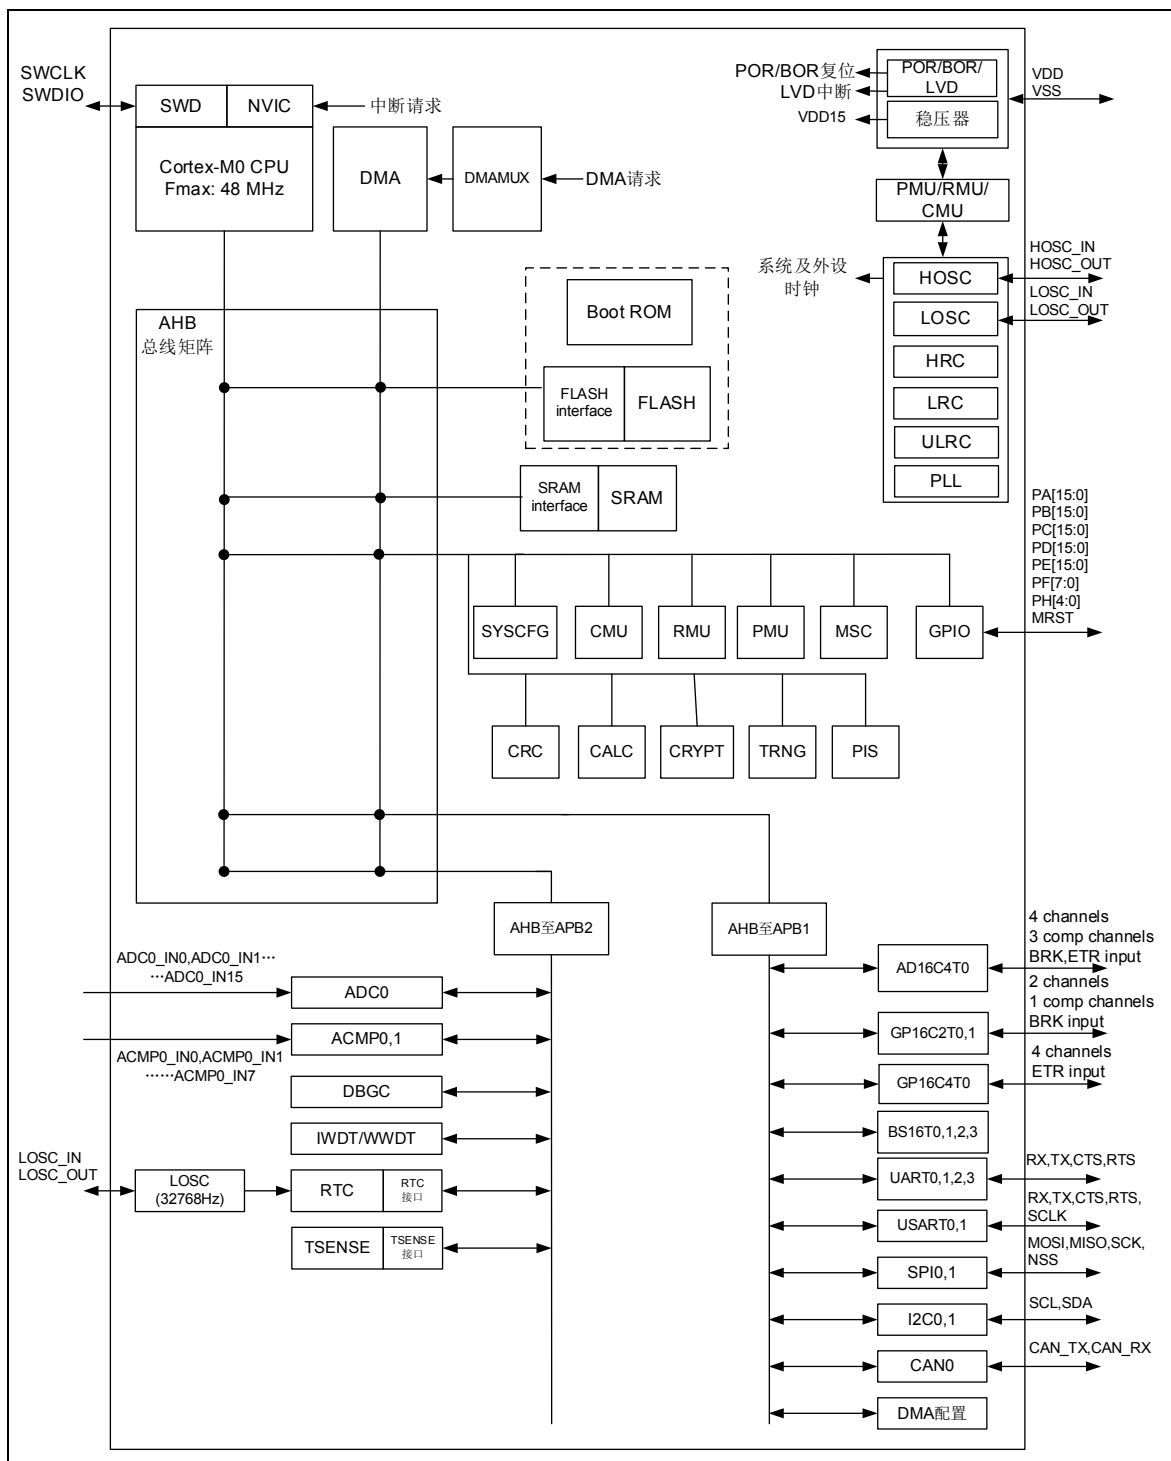 SWCLK
SWDIO
SWD
NVIC
中断请求
Cortex-M0 CPU
Fmax: 48 MHz
DMA
DMAMUX
DMA请求
POR/BOR复位
LVD中断
VDD15
POR/BOR/
LVD
稳压器
VDD
VSS
PMU/RMU/
CMU
系统及外设
时钟
HOSC
LOSC
HRC
LRC
ULRC
PLL
HOSC_IN
HOSC_OUT
LOSC_IN
LOSC_OUT
AHB
总线矩阵
Boot ROM
FLASH
interface
FLASH
SRAM
interface
SRAM
PA[15:0]
PB[15:0]
PC[15:0]
PD[15:0]
PE[15:0]
PF[7:0]
PH[4:0]
MRST
SYSCFG
CMU
RMU
PMU
MSC
GPIO
CRC
CALC
CRYPT
TRNG
PIS
AHB至APB2
AHB至APB1
ADC0_IN0,ADC0_IN1…
…ADC0_IN15
ADC0
ACMP0,1
ACMP0_IN0,ACMP0_IN1
……ACMP0_IN7
DBGC
IWDT/WWDT
LOSC_IN
LOSC_OUT
LOSC
(32768Hz)
RTC
RTC
接口
TSENSE
TSENSE
接口
AD16C4T0
4 channels
3 comp channels
BRK,ETR input
GP16C2T0,1
2 channels
1 comp channels
BRK input
GP16C4T0
4 channels
ETR input
BS16T0,1,2,3
UART0,1,2,3
RX,TX,CTS,RTS
USART0,1
RX,TX,CTS,RTS,
SCLK
SPI0,1
MOSI,MISO,SCK,
NSS
I2C0,1
SCL,SDA
CAN0
CAN_TX,CAN_RX
DMA配置